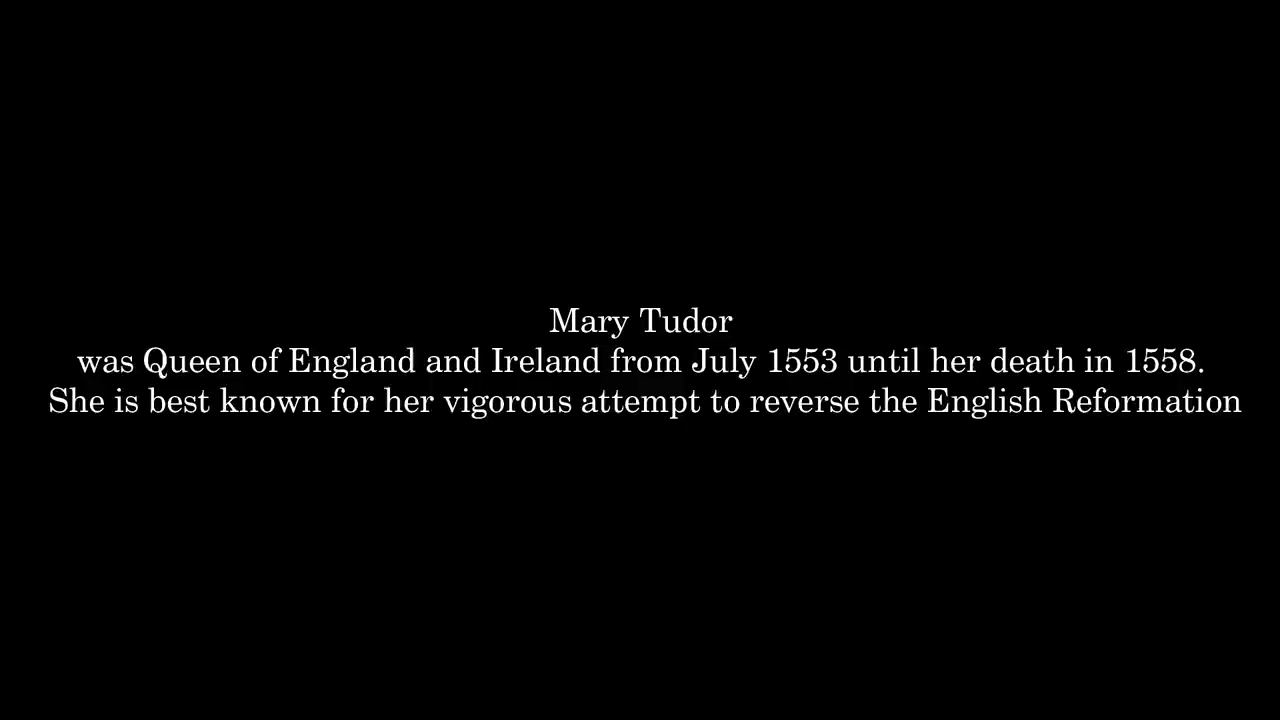 Mary Tudor
was Queen of England and Ireland from July 1553 until her death in 1558.
She is best known for her vigorous attempt to reverse the English Reformation